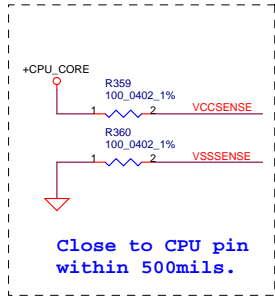 +CPU_CORE
R359
100_0402_1%
1 2 VCCSENSE
R360
100_0402_1%
1 2 VSSSENSE
Close to CPU pin
within 500mils.